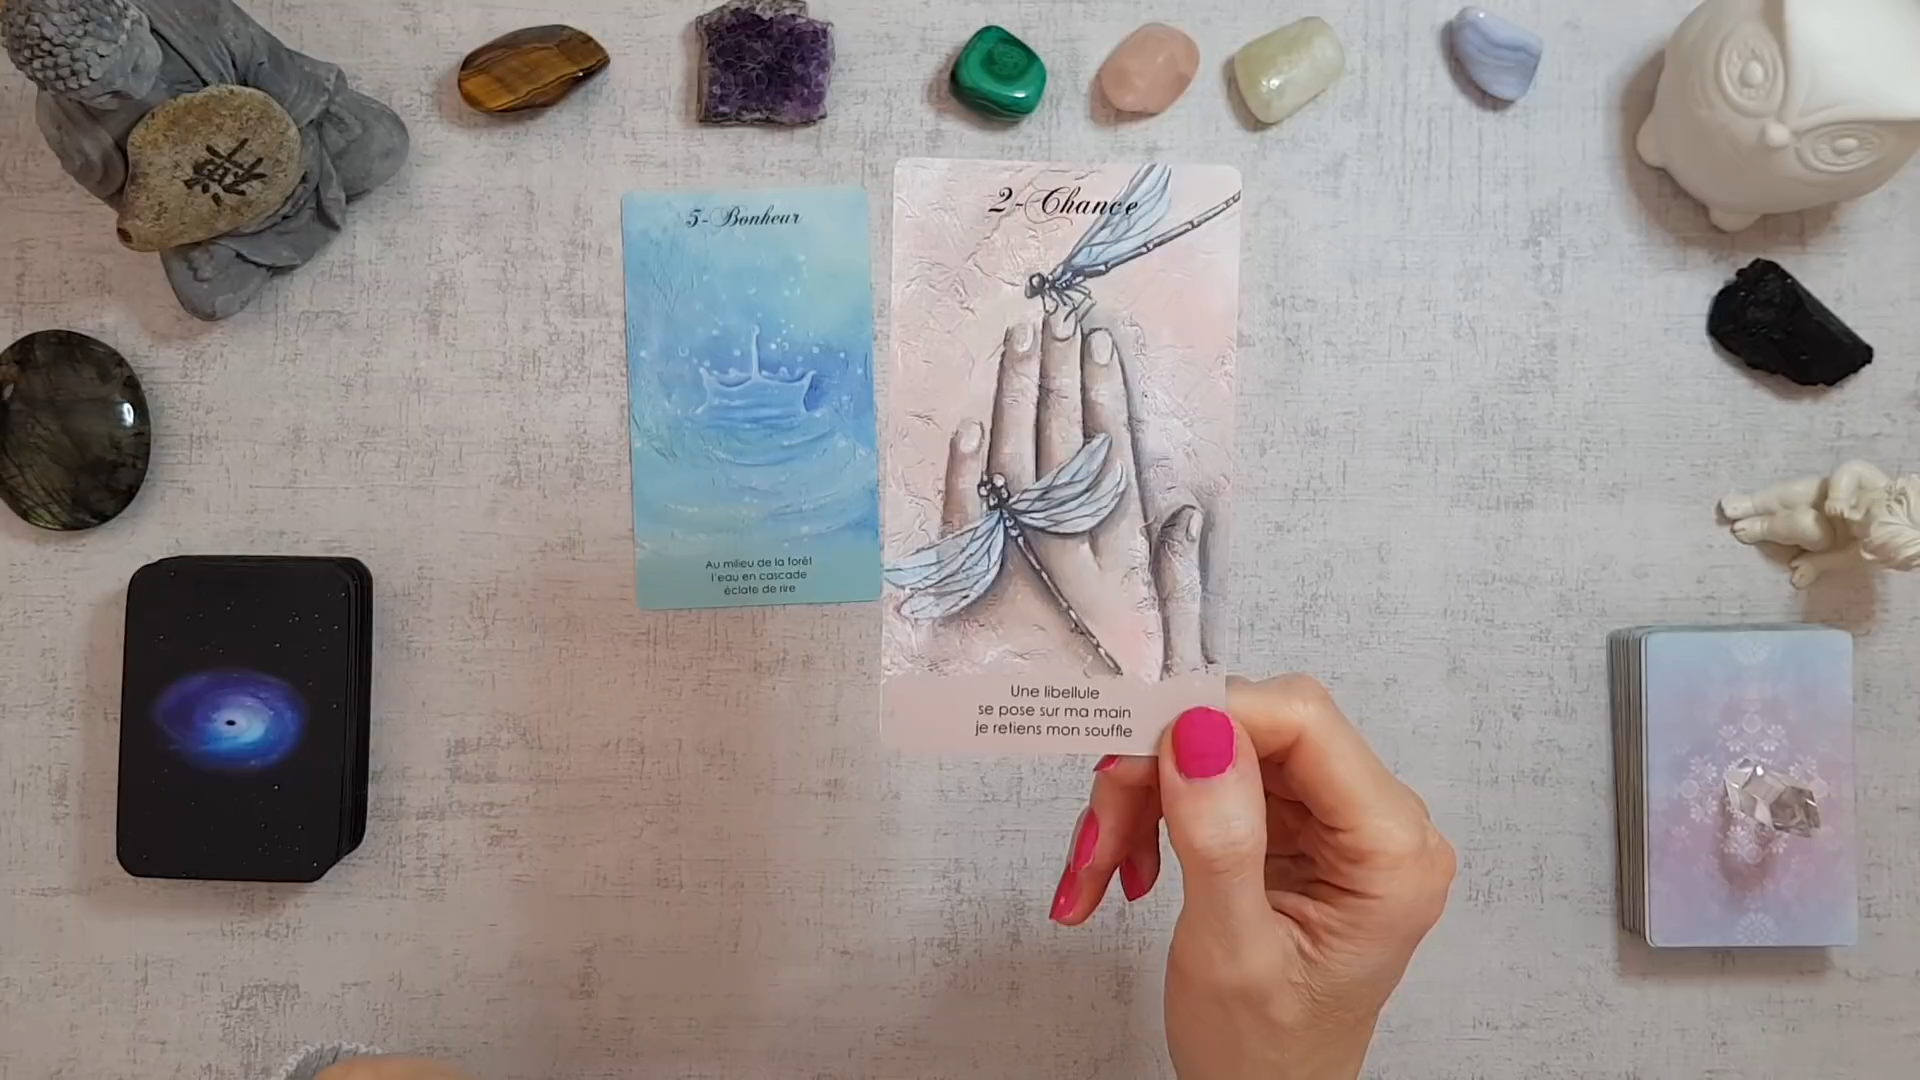 5-Bonheur
Au milieu de la forêt
l'eau en cascade
éclate de rire
2-Chance
Une libellule
se pose sur ma main
je retiens mon souffle